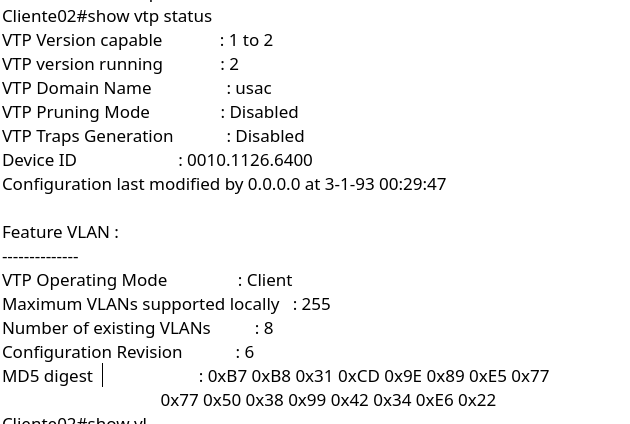 Cliente02#show vtp status
VTP Version capable : 1 to 2
VTP version running : 2
VTP Domain Name : usac
VTP Pruning Mode : Disabled
VTP Traps Generation : Disabled
Device ID : 0010.1126.6400
Configuration last modified by 0.0.0.0 at 3-1-93 00:29:47
Feature VLAN :
--------------
VTP Operating Mode : Client
Maximum VLANs supported locally : 255
Number of existing VLANs : 8
Configuration Revision : 6
MD5 digest : 0xB7 0xB8 0x31 0xCD 0x9E 0x89 0xE5 0x77
0x77 0x50 0x38 0x99 0x42 0x34 0xE6 0x22
Cliente02#show vl